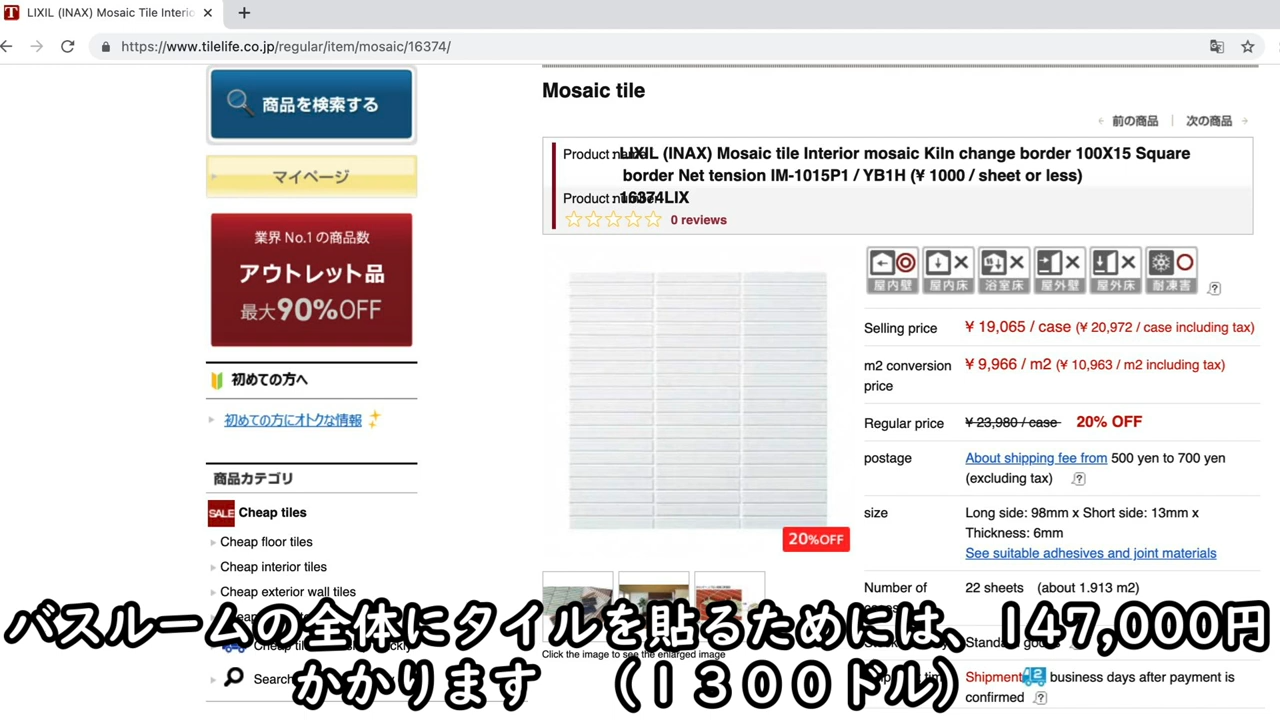 LIXIL (INAX) Mosaic Tile Interio
https://www.tilelife.co.jp/regular/item/mosaic/16374/
商品を検索する
マイページ
業界 No.1 の商品数
アウトレット品
最大90%OFF
初めての方へ
初めての方にオトクな情報
商品カテゴリ
SALE Cheap tiles
Cheap floor tiles
Cheap interior tiles
Cheap exterior wall tiles
Search
Mosaic tile
前の商品 | 次の商品
Product name: LIXIL (INAX) Mosaic tile Interior mosaic Kiln change border 100X15 Square
border Net tension IM-1015P1 / YB1H (¥ 1000 / sheet or less)
Product number: 16374LIX
0 reviews
屋内壁 屋内床 浴室床 屋外壁 屋外床 耐凍害
Selling price ¥ 19,065 / case (¥ 20,972 / case including tax)
m2 conversion price ¥ 9,966 / m2 (¥ 10,963 / m2 including tax)
Regular price ¥ 23,980 / case 20% OFF
postage About shipping fee from 500 yen to 700 yen
(excluding tax)
size Long side: 98mm x Short side: 13mm x
Thickness: 6mm
See suitable adhesives and joint materials
Number of 22 sheets (about 1.913 m2)
20%OFF
Click the image to see the enlarged image
Shipment 2 business days after payment is
confirmed
バスルームの全体にタイルを貼るためには、147,000円
かかります （１３００ドル）